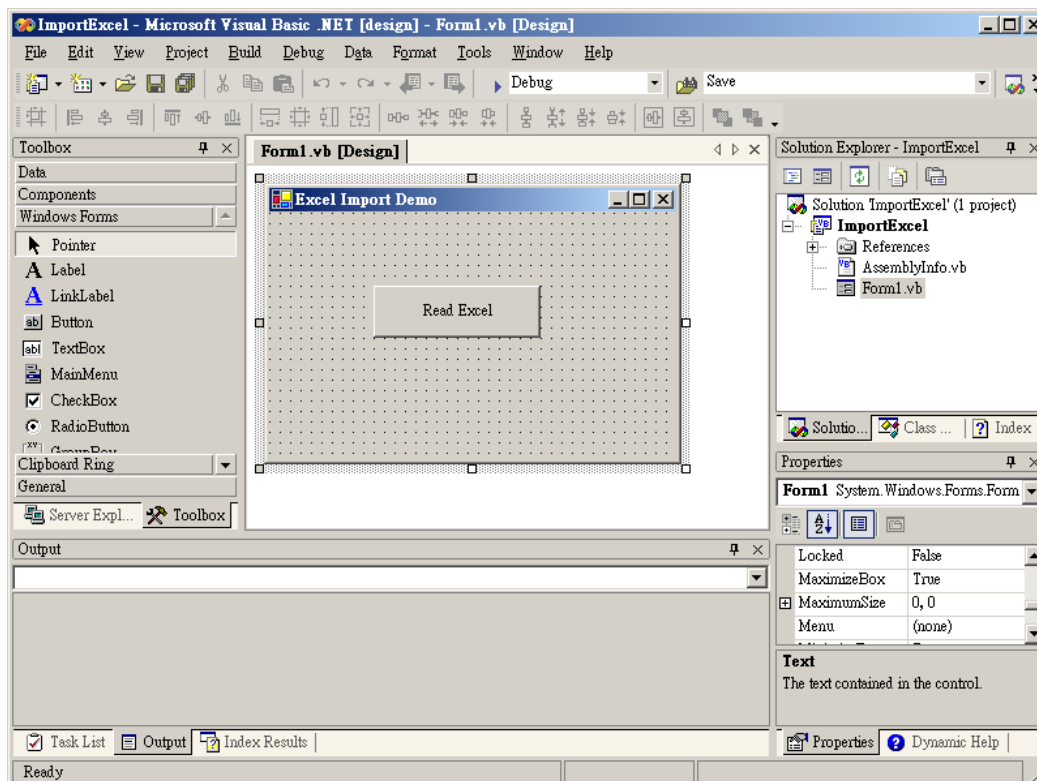 ImportExcel - Microsoft Visual Basic .NET [design] - Form1.vb [Design]
File Edit View Project Build Debug Data Format Tools Window Help
Debug Save
Toolbox
Data
Components
Windows Forms
Pointer
A Label
A LinkLabel
ab Button
abl TextBox
MainMenu
CheckBox
RadioButton
Clipboard Ring
General
Server Expl... Toolbox
Form1.vb [Design]
Excel Import Demo
Read Excel
Solution Explorer - ImportExcel
Solution 'ImportExcel' (1 project)
ImportExcel
References
AssemblyInfo.vb
Form1.vb
Solutio... Class ... Index
Properties
Form1 System.Windows.Forms.Form
Locked False
MaximizeBox True
MaximumSize 0, 0
Menu (none)
Text
The text contained in the control.
Properties Dynamic Help
Output
Task List Output Index Results
Ready